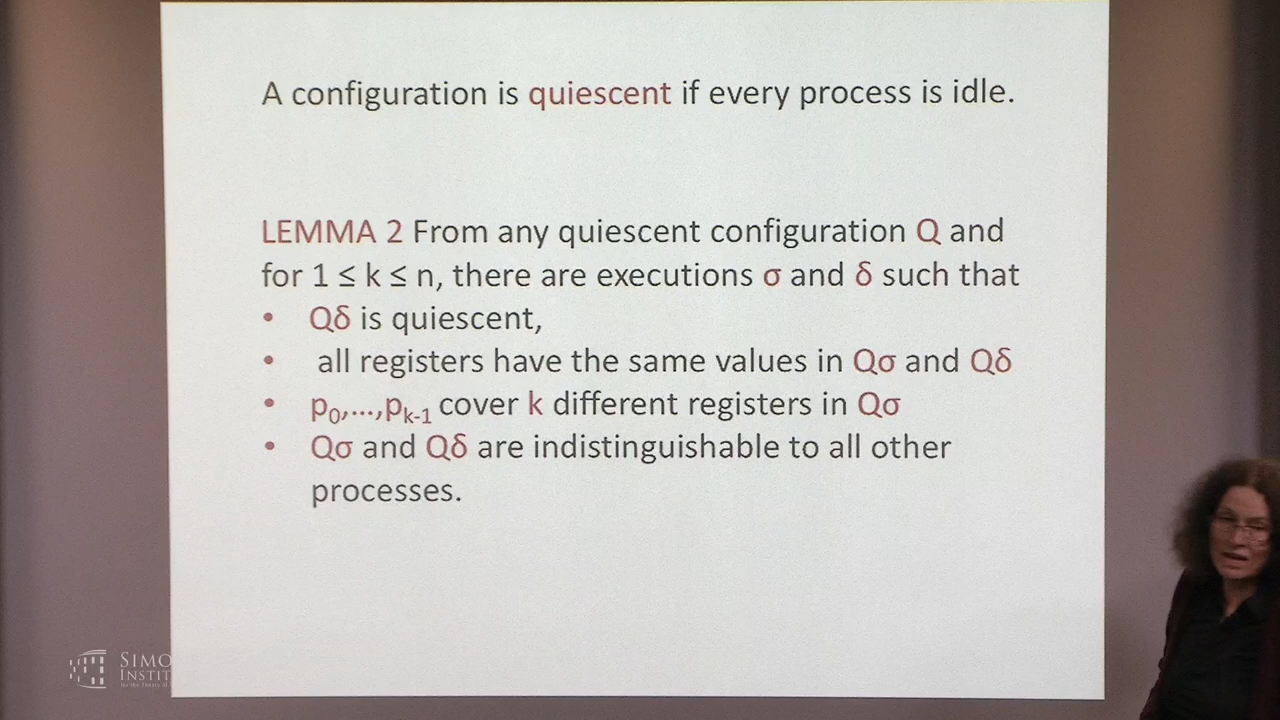 A configuration is quiescent if every process is idle.
LEMMA 2 From any quiescent configuration Q and
for 1 ≤ k ≤ n, there are executions σ and δ such that
• Qδ is quiescent,
• all registers have the same values in Qσ and Qδ
• p₀,...,pₖ₋₁ cover k different registers in Qσ
• Qσ and Qδ are indistinguishable to all other
processes.